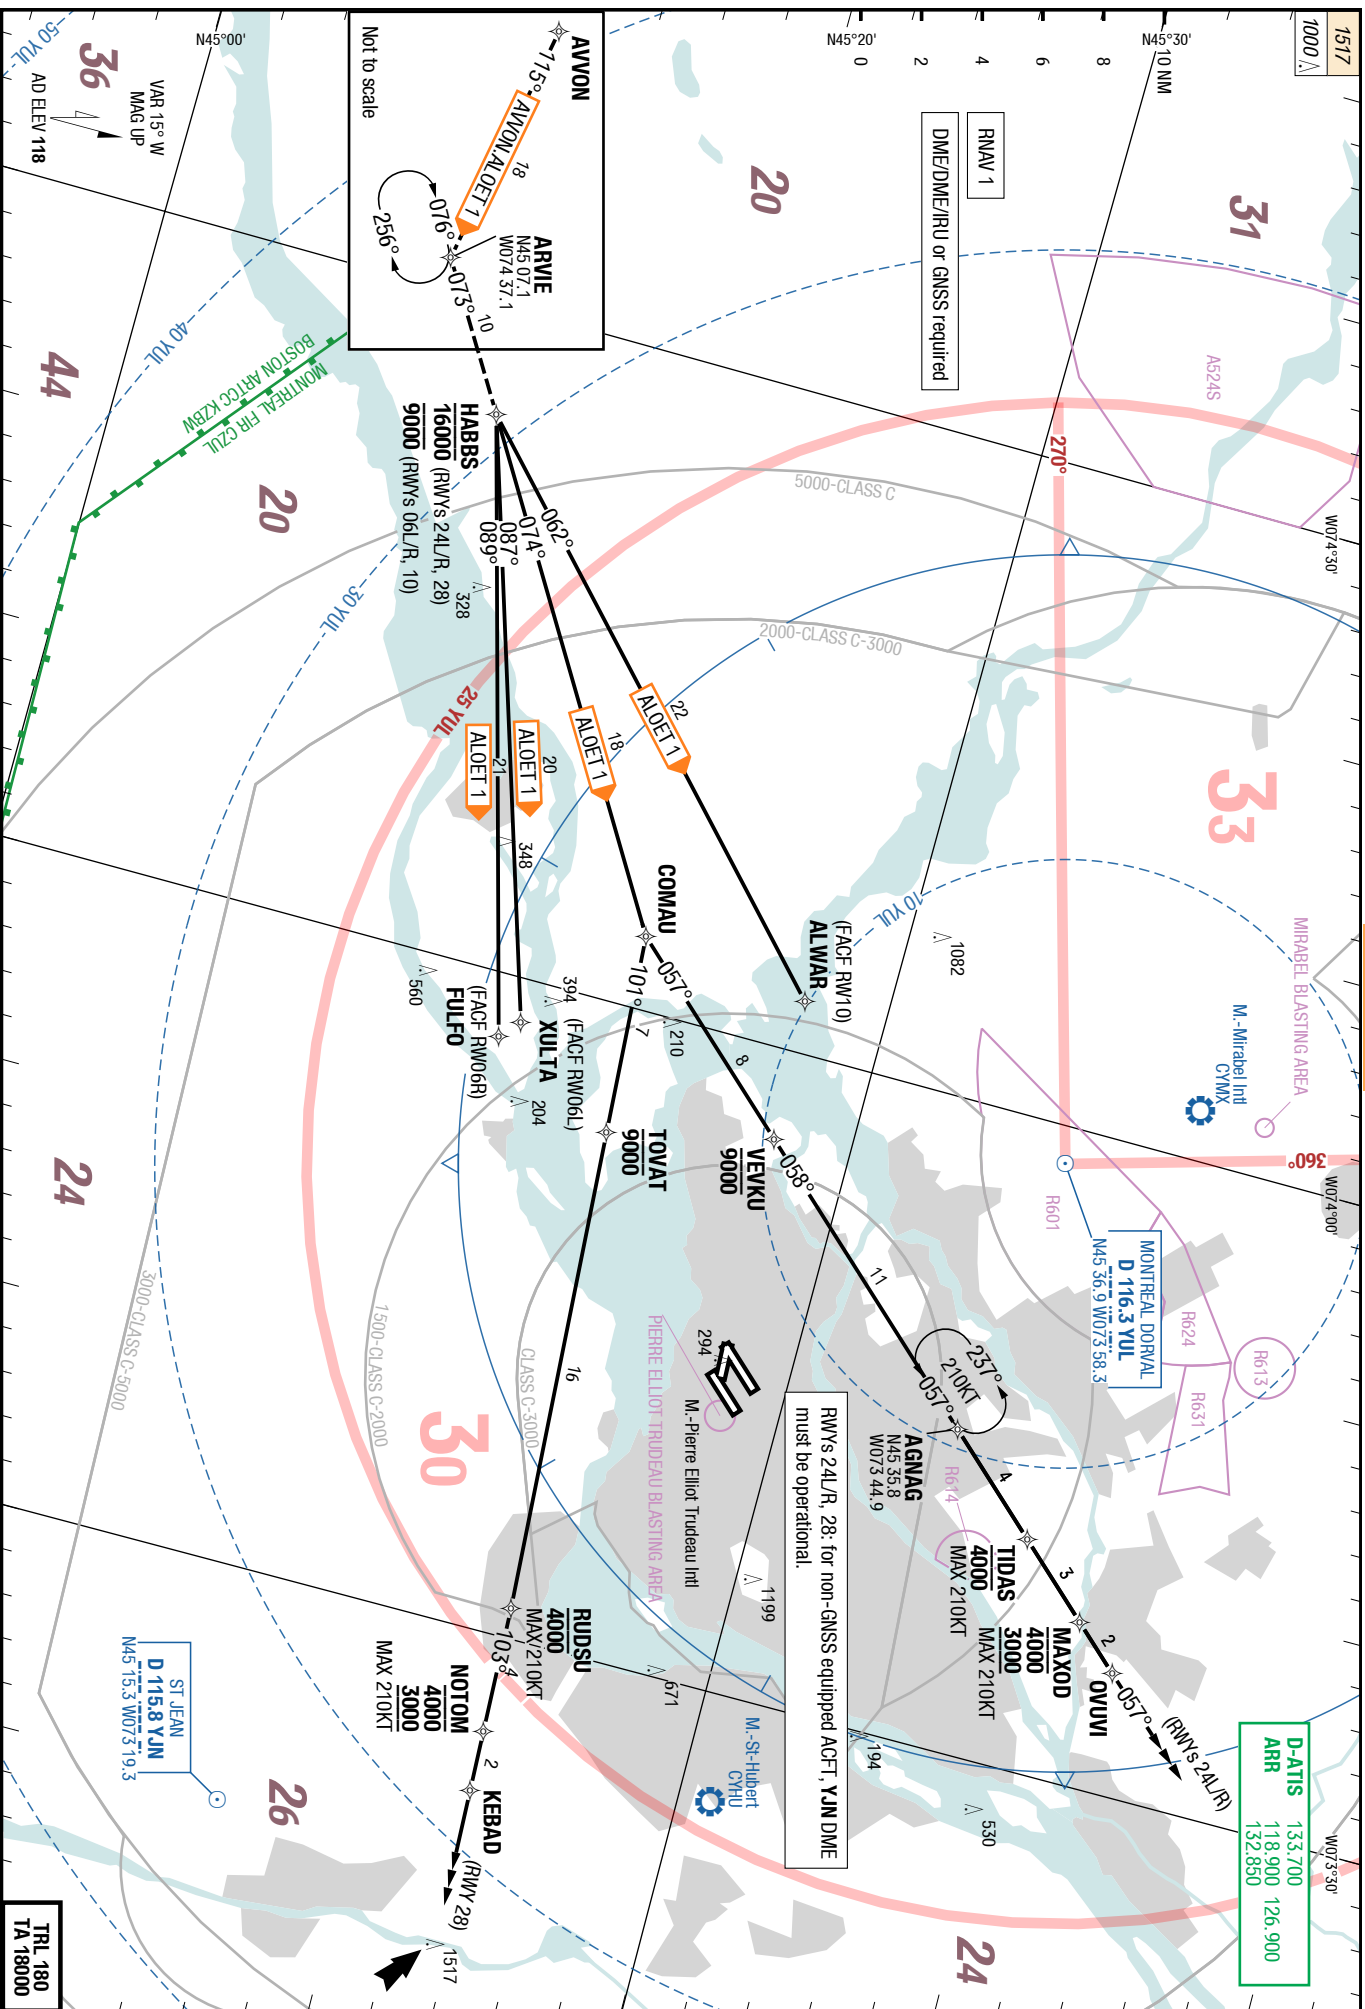 1517
1000
N45°00'
N45°20'
N45°30'
0
2
4
6
8
10 NM
50 YUL
36
VAR 15° W
MAG UP
AD ELEV 118
RNAV 1
DME/DME/IRU or GNSS required
20
31
AVVON
115°
18
AVVON.ALOET 1
ARVIE
N45 07.1
W074 37.1
076°
256°
073°
10
Not to scale
40 YUL
BOSTON ARTCC KZBW
MONTREAL FIR CZUL
44
20
A524S
270°
W074°30'
5000-CLASS C
2000-CLASS C-3000
HABBS
16000 (RWYs 24L/R, 28)
9000 (RWYs 06L/R, 10)
062°
074°
087°
089°
328
30 YUL
25 YUL
22
ALOET 1
18
ALOET 1
20
ALOET 1
21
ALOET 1
348
33
10 YUL
1082
MIRABEL BLASTING AREA
M.-Mirabel Intl
CYMX
COMAU
057°
101°
7
8
ALWAR
(FACF RW10)
210
394
XULTA
(FACF RW06L)
FULFO
(FACF RW06R)
560
204
TOVAT
9000
VEVKU
9000
058°
11
360°
W074°00'
R601
MONTREAL DORVAL
D 116.3 YUL
N45 36.9 W073 58.3
R624
R613
R631
24
3000-CLASS C-5000
1500-CLASS C-2000
CLASS C-3000
16
30
PIERRE ELLIOT TRUDEAU BLASTING AREA
294
M.-Pierre Elliot Trudeau Intl
237°
210KT
057°
AGNAG
N45 35.8
W073 44.9
R614
4
TIDAS
4000
MAX 210KT
3
MAXOD
4000
3000
MAX 210KT
2
OVUVI
057°
(RWYs 24L/R)
RWYs 24L/R, 28: for non-GNSS equipped ACFT, YJN DME
must be operational.
1199
671
194
530
RUDSU
4000
MAX 210KT
103°
4
NOTOM
4000
3000
MAX 210KT
2
KEBAD
(RWY 28)
1517
M.-St-Hubert
CYHU
ST JEAN
D 115.8 YJN
N45 15.3 W073 19.3
26
24
D-ATIS 133.700
ARR 118.900 126.900
132.850
W073°30'
TRL 180
TA 18000